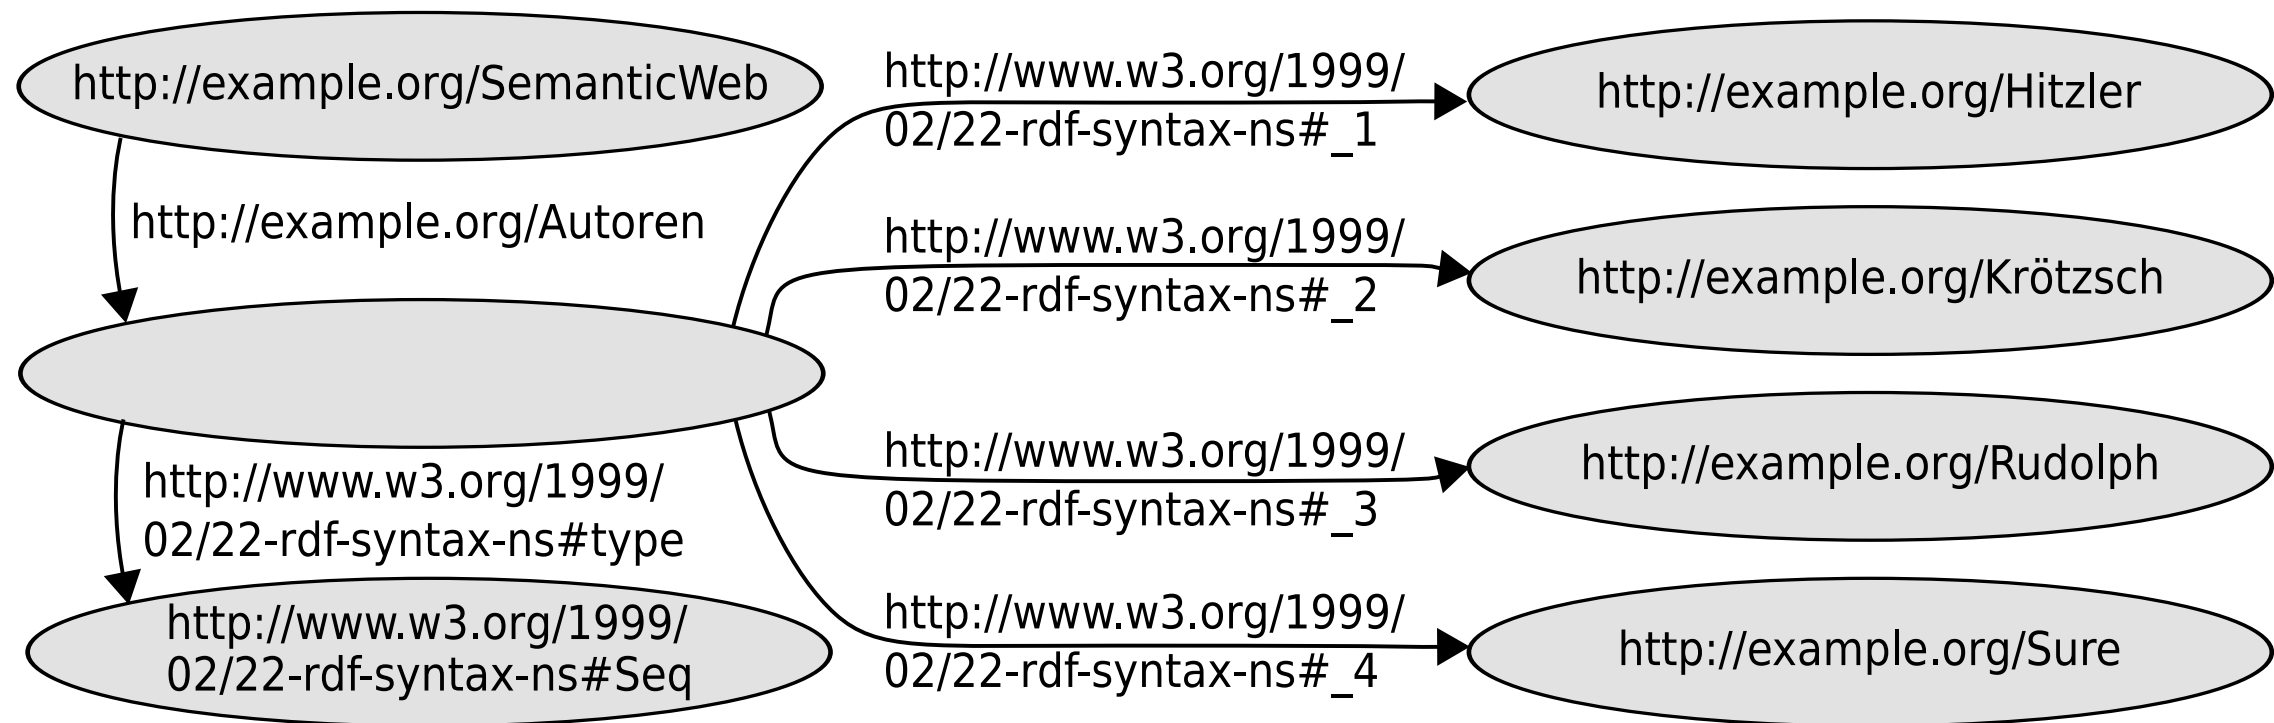 http://example.org/SemanticWeb
http://example.org/Autoren
http://www.w3.org/1999/
02/22-rdf-syntax-ns#type
http://www.w3.org/1999/
02/22-rdf-syntax-ns#Seq
http://www.w3.org/1999/
02/22-rdf-syntax-ns#_1
http://example.org/Hitzler
http://www.w3.org/1999/
02/22-rdf-syntax-ns#_2
http://example.org/Krötzsch
http://www.w3.org/1999/
02/22-rdf-syntax-ns#_3
http://example.org/Rudolph
http://www.w3.org/1999/
02/22-rdf-syntax-ns#_4
http://example.org/Sure